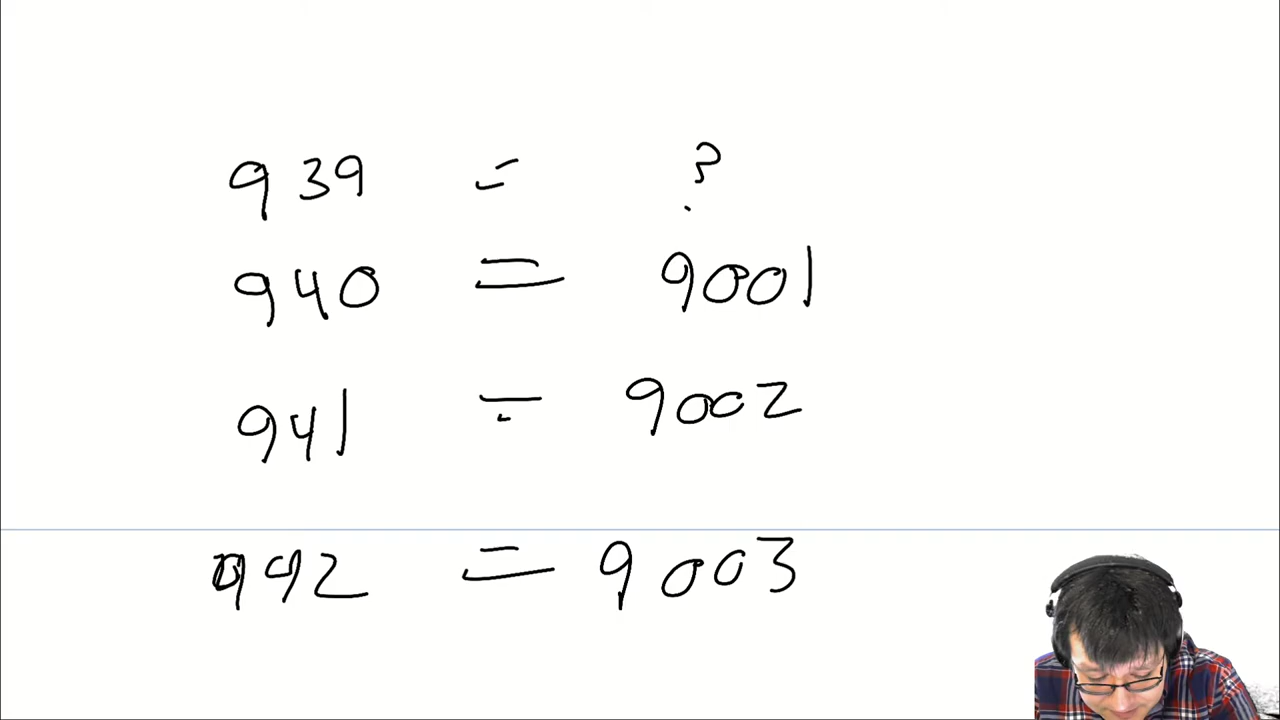 939 = ?
940 = 9001
941 = 9002
942 = 9003